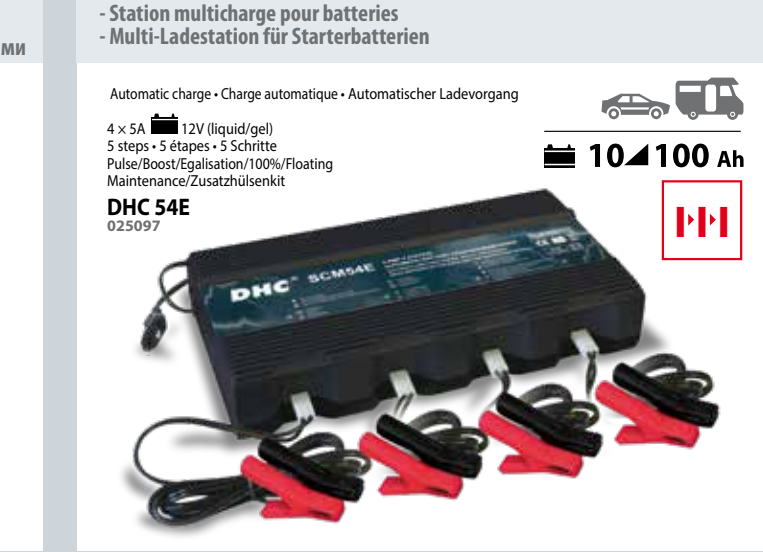 - Station multicharge pour batteries
- Multi-Ladestation für Starterbatterien
ми
Automatic charge • Charge automatique • Automatischer Ladevorgang
4 × 5A 12V (liquid/gel)
5 steps • 5 étapes • 5 Schritte
Pulse/Boost/Egalisation/100%/Floating
Maintenance/Zusatzhülsenkit
DHC 54E
025097
10 100 Ah
DHC® SCM54E